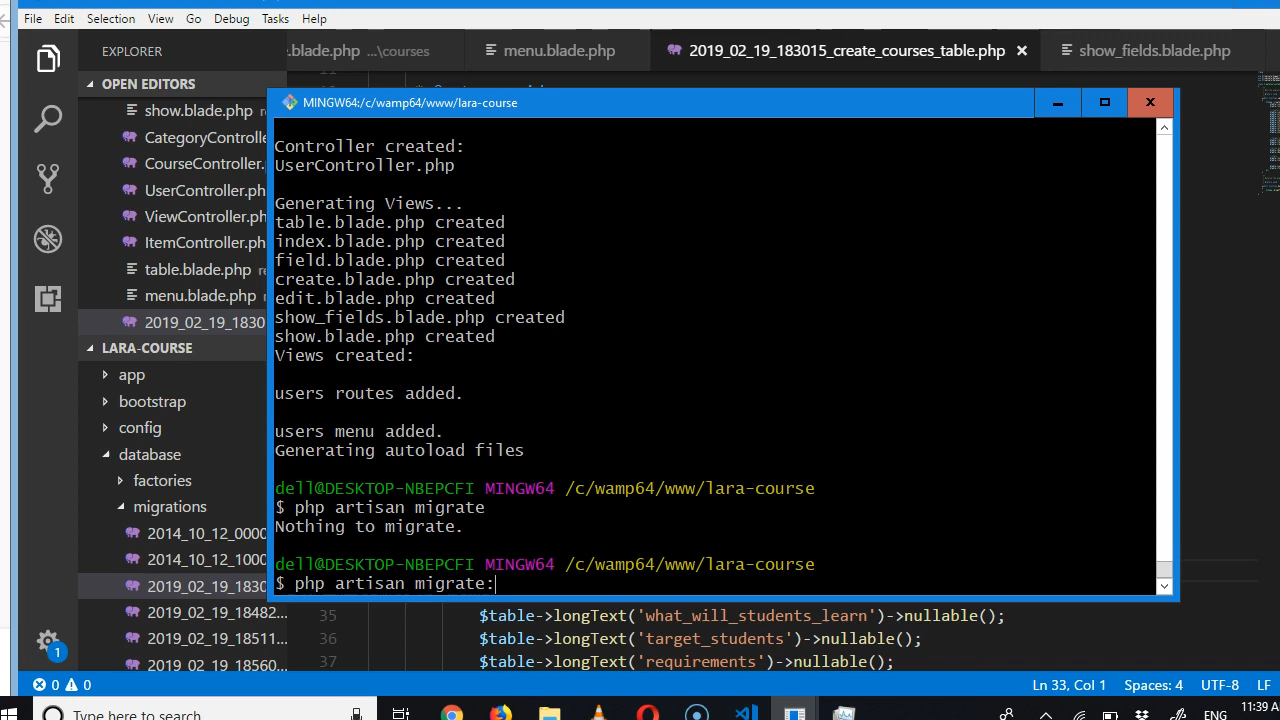 File Edit Selection View Go Debug Tasks Help
EXPLORER
.blade.php ...\courses
menu.blade.php
2019_02_19_183015_create_courses_table.php
show_fields.blade.php
OPEN EDITORS
show.blade.php
CategoryControlle
CourseController.
UserController.ph
ViewController.ph
ItemController.ph
table.blade.php re
menu.blade.php
2019_02_19_1830
LARA-COURSE
app
bootstrap
config
database
factories
migrations
2014_10_12_0000
2014_10_12_1000
2019_02_19_1830
2019_02_19_18482...
2019_02_19_18511...
2019_02_19_18560...
MINGW64:/c/wamp64/www/lara-course
Controller created:
UserController.php
Generating Views...
table.blade.php created
index.blade.php created
field.blade.php created
create.blade.php created
edit.blade.php created
show_fields.blade.php created
show.blade.php created
Views created:
users routes added.
users menu added.
Generating autoload files
dell@DESKTOP-NBEPCFI MINGW64 /c/wamp64/www/lara-course
$ php artisan migrate
Nothing to migrate.
dell@DESKTOP-NBEPCFI MINGW64 /c/wamp64/www/lara-course
$ php artisan migrate:
35 $table->longText('what_will_students_learn')->nullable();
36 $table->longText('target_students')->nullable();
37 $table->longText('requirements')->nullable();
1
0 0
Ln 33, Col 1 Spaces: 4 UTF-8 LF
Type here to search
ENG
11:39 A